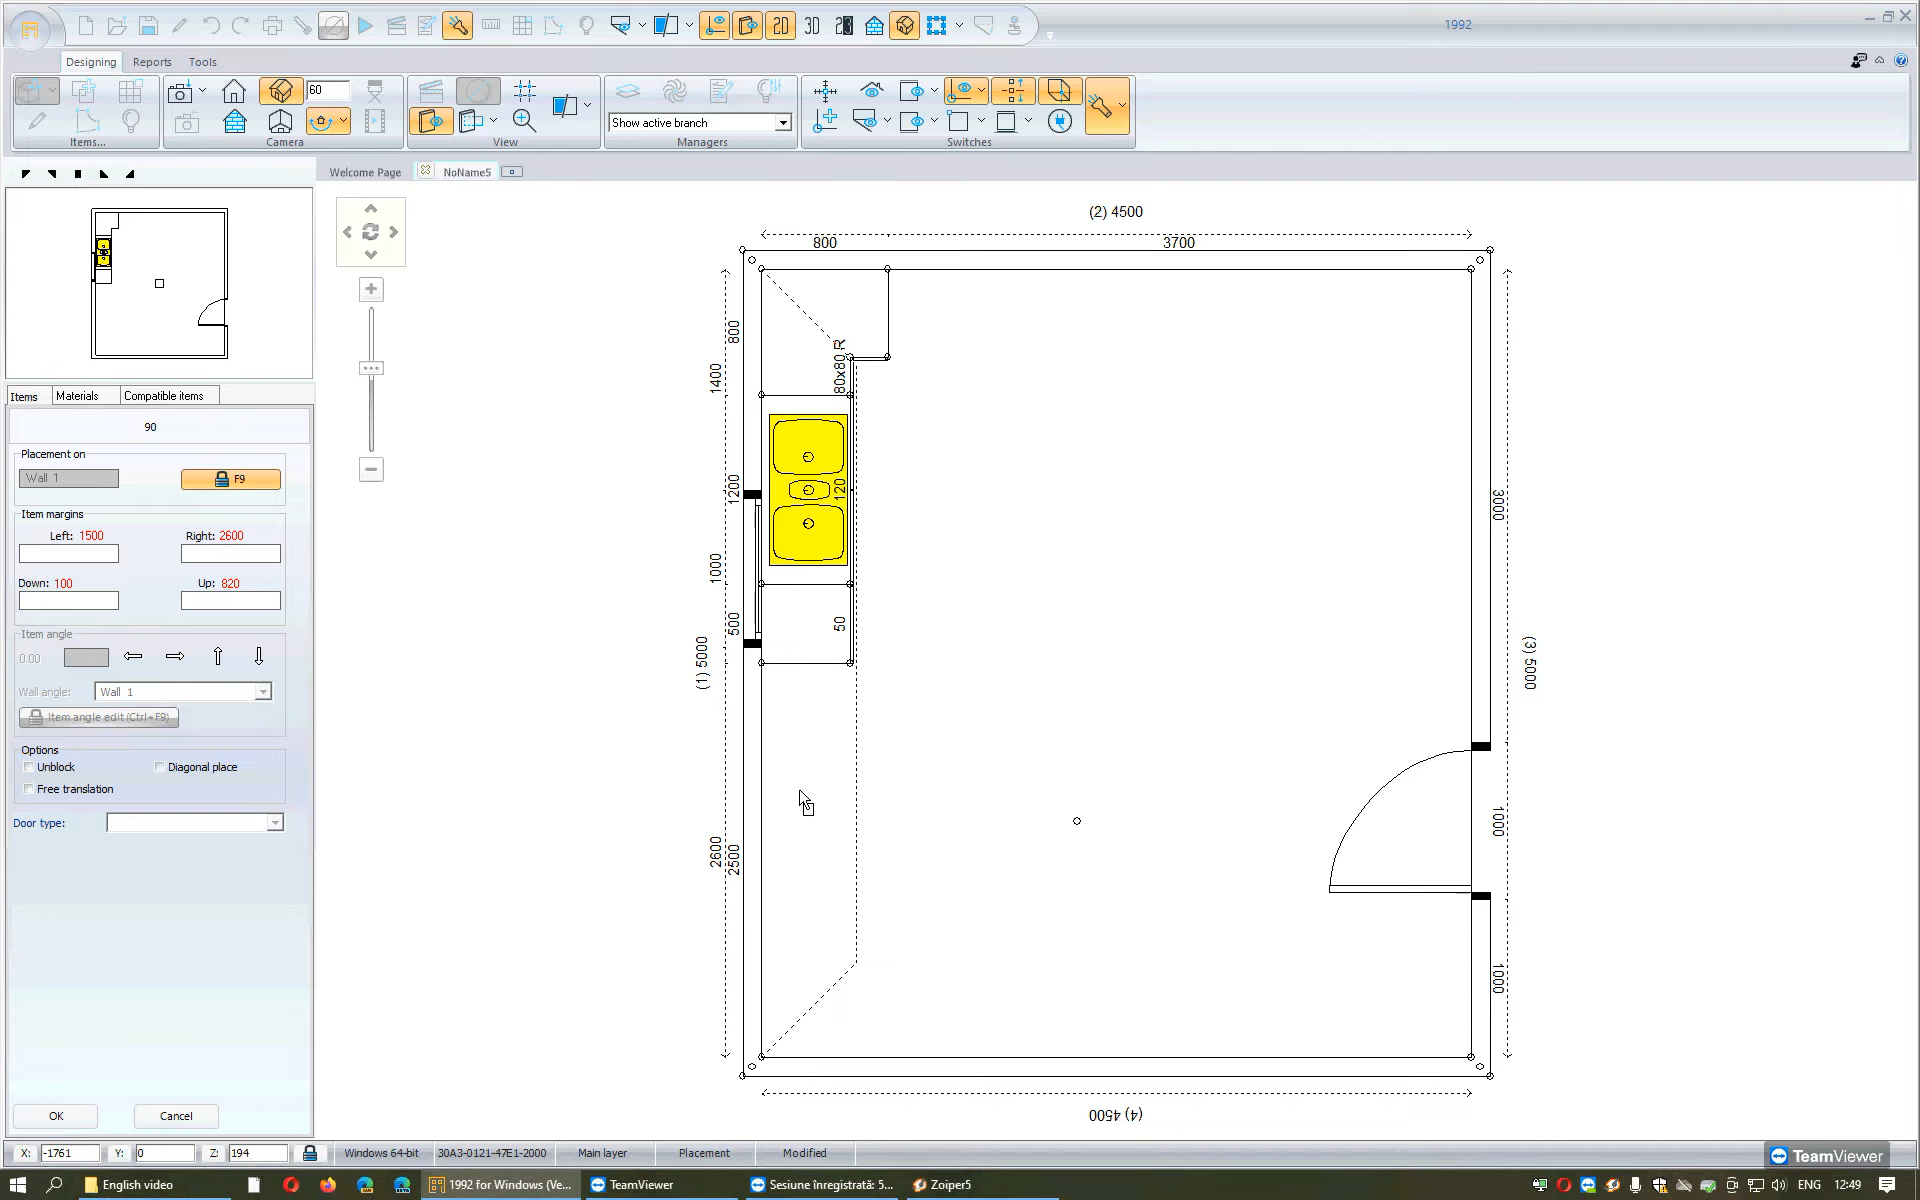 1992
Designing
Reports
Tools
60
Show active branch
Items...
Camera
View
Managers
Switches
Welcome Page
NoName5
Items
Materials
Compatible items
90
Placement on
Wall 1
F9
Item margins
Left: 1500
Right: 2600
Down: 100
Up: 820
Item angle
0.00
Wall angle:
Wall 1
Item angle edit (Ctrl+F9)
Options
Unblock
Diagonal place
Free translation
Door type:
OK
Cancel
(2) 4500
800
3700
800
1400
80x80 R
1200
120
1000
500
50
(1) 5000
2600
2500
3000
(3) 5000
1000
1000
(4) 4500
X: -1761
Y: 0
Z: 194
Windows 64-bit
30A3-0121-47E1-2000
Main layer
Placement
Modified
TeamViewer
English video
1992 for Windows (Ve...
TeamViewer
Sesiune înregistrată: 5...
Zoiper5
ENG
12:49
2D
3D